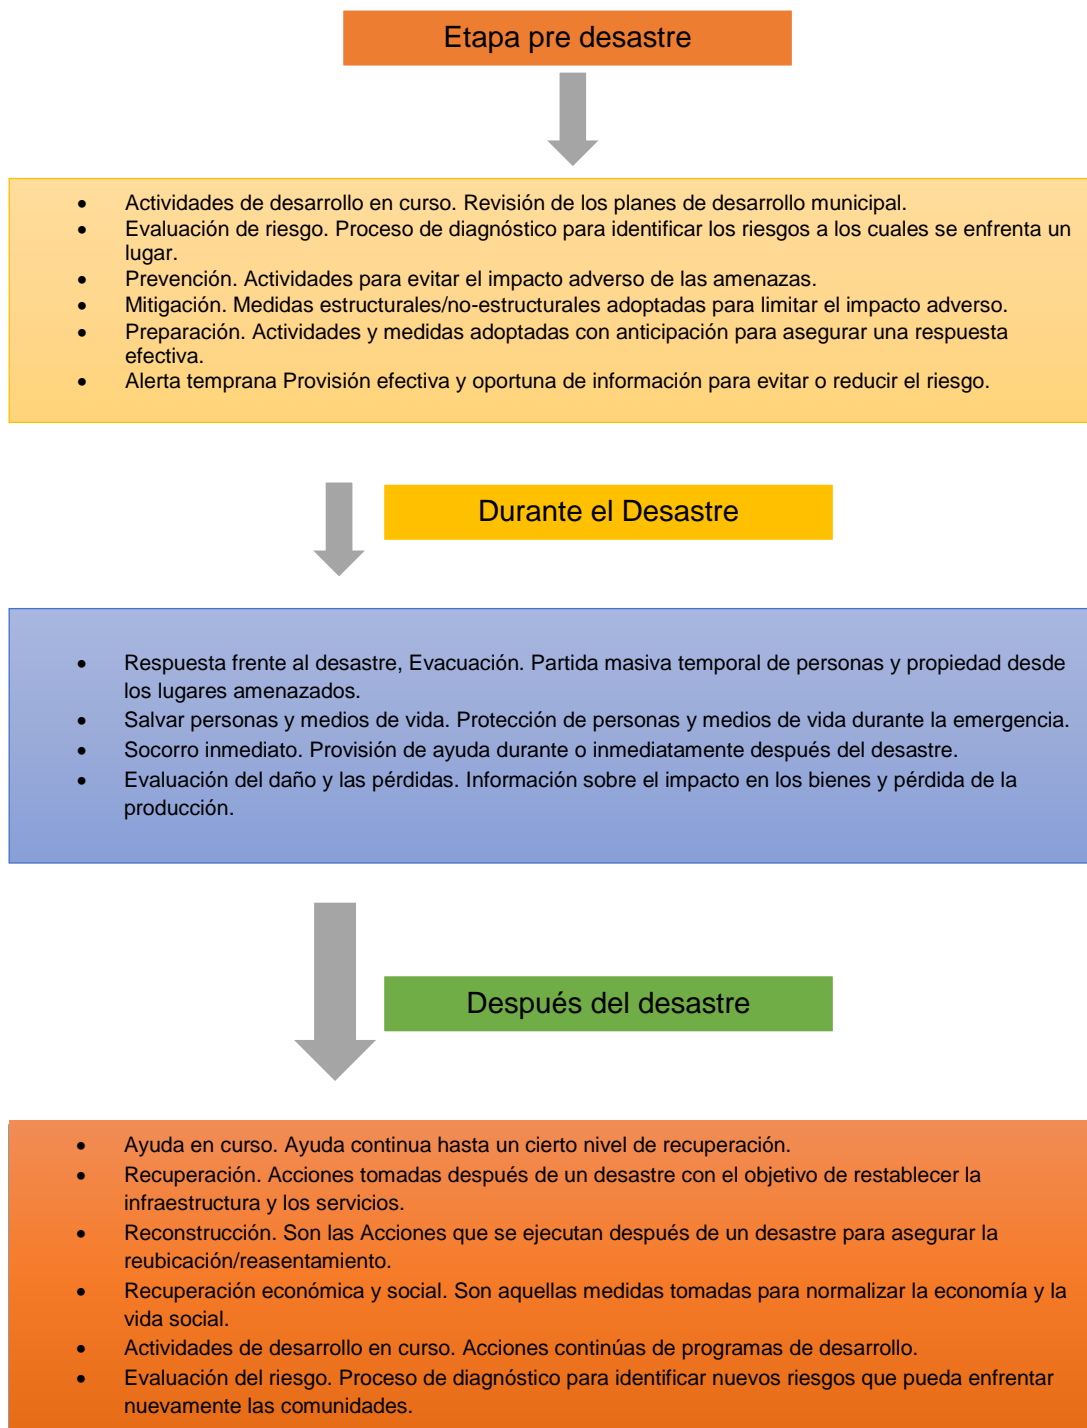 Etapa pre desastre
• Actividades de desarrollo en curso. Revisión de los planes de desarrollo municipal.
• Evaluación de riesgo. Proceso de diagnóstico para identificar los riesgos a los cuales se enfrenta un
lugar.
• Prevención. Actividades para evitar el impacto adverso de las amenazas.
• Mitigación. Medidas estructurales/no-estructurales adoptadas para limitar el impacto adverso.
• Preparación. Actividades y medidas adoptadas con anticipación para asegurar una respuesta
efectiva.
• Alerta temprana Provisión efectiva y oportuna de información para evitar o reducir el riesgo.
Durante el Desastre
• Respuesta frente al desastre, Evacuación. Partida masiva temporal de personas y propiedad desde
los lugares amenazados.
• Salvar personas y medios de vida. Protección de personas y medios de vida durante la emergencia.
• Socorro inmediato. Provisión de ayuda durante o inmediatamente después del desastre.
• Evaluación del daño y las pérdidas. Información sobre el impacto en los bienes y pérdida de la
producción.
Después del desastre
• Ayuda en curso. Ayuda continua hasta un cierto nivel de recuperación.
• Recuperación. Acciones tomadas después de un desastre con el objetivo de restablecer la
infraestructura y los servicios.
• Reconstrucción. Son las Acciones que se ejecutan después de un desastre para asegurar la
reubicación/reasentamiento.
• Recuperación económica y social. Son aquellas medidas tomadas para normalizar la economía y la
vida social.
• Actividades de desarrollo en curso. Acciones continúas de programas de desarrollo.
• Evaluación del riesgo. Proceso de diagnóstico para identificar nuevos riesgos que pueda enfrentar
nuevamente las comunidades.